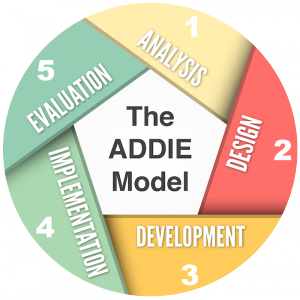 The
ADDIE
Model
1
ANALYSIS
2
DESIGN
3
DEVELOPMENT
4
IMPLEMENTATION
5
EVALUATION